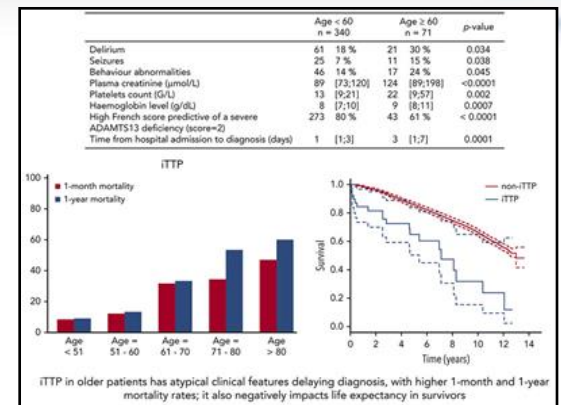 Age < 60 Age ≥ 60 p-value
n = 340 n = 71
Delirium 61 18 % 21 30 % 0.034
Seizures 25 7 % 11 15 % 0.038
Behaviour abnormalities 46 14 % 17 24 % 0.045
Plasma creatinine (μmol/L) 89 [73;120] 124 [89;198] <0.0001
Platelets count (G/L) 13 [9;21] 22 [9;57] 0.002
Haemoglobin level (g/dL) 8 [7;10] 9 [8;11] 0.0007
High French score predictive of a severe 273 80 % 43 61 % < 0.0001
ADAMTS13 deficiency (score=2)
Time from hospital admission to diagnosis (days) 1 [1;3] 3 [1;7] 0.0001
iTTP
100
80
60
40
20
0
1-month mortality
1-year mortality
Age < 51
Age = 51 - 60
Age = 61 - 70
Age = 71 - 80
Age > 80
Survival
1.0
0.8
0.6
0.4
0.2
0.0
non-iTTP
iTTP
0 2 4 6 8 10 12 14
Time (years)
iTTP in older patients has atypical clinical features delaying diagnosis, with higher 1-month and 1-year
mortality rates; it also negatively impacts life expectancy in survivors